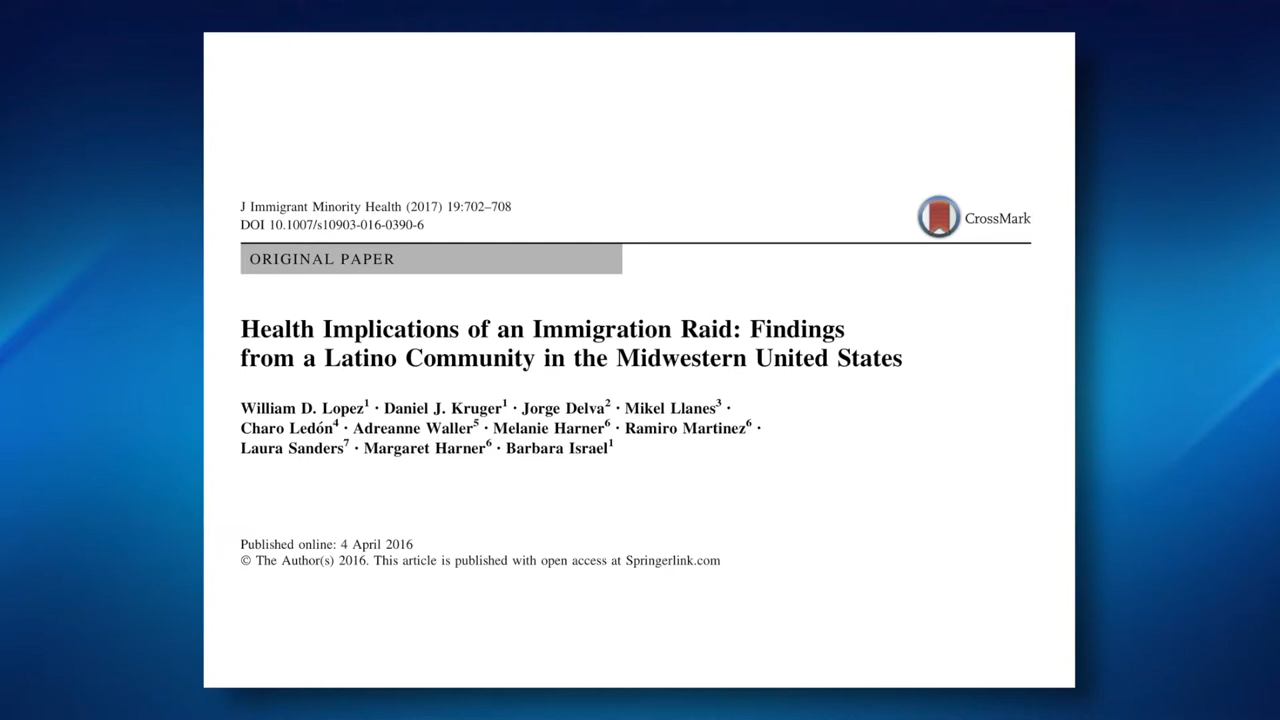 J Immigrant Minority Health (2017) 19:702–708
DOI 10.1007/s10903-016-0390-6
CrossMark
ORIGINAL PAPER
Health Implications of an Immigration Raid: Findings
from a Latino Community in the Midwestern United States
William D. Lopez1 · Daniel J. Kruger1 · Jorge Delva2 · Mikel Llanes3 ·
Charo Ledón4 · Adreanne Waller5 · Melanie Harner6 · Ramiro Martinez6 ·
Laura Sanders7 · Margaret Harner6 · Barbara Israel1
Published online: 4 April 2016
© The Author(s) 2016. This article is published with open access at Springerlink.com